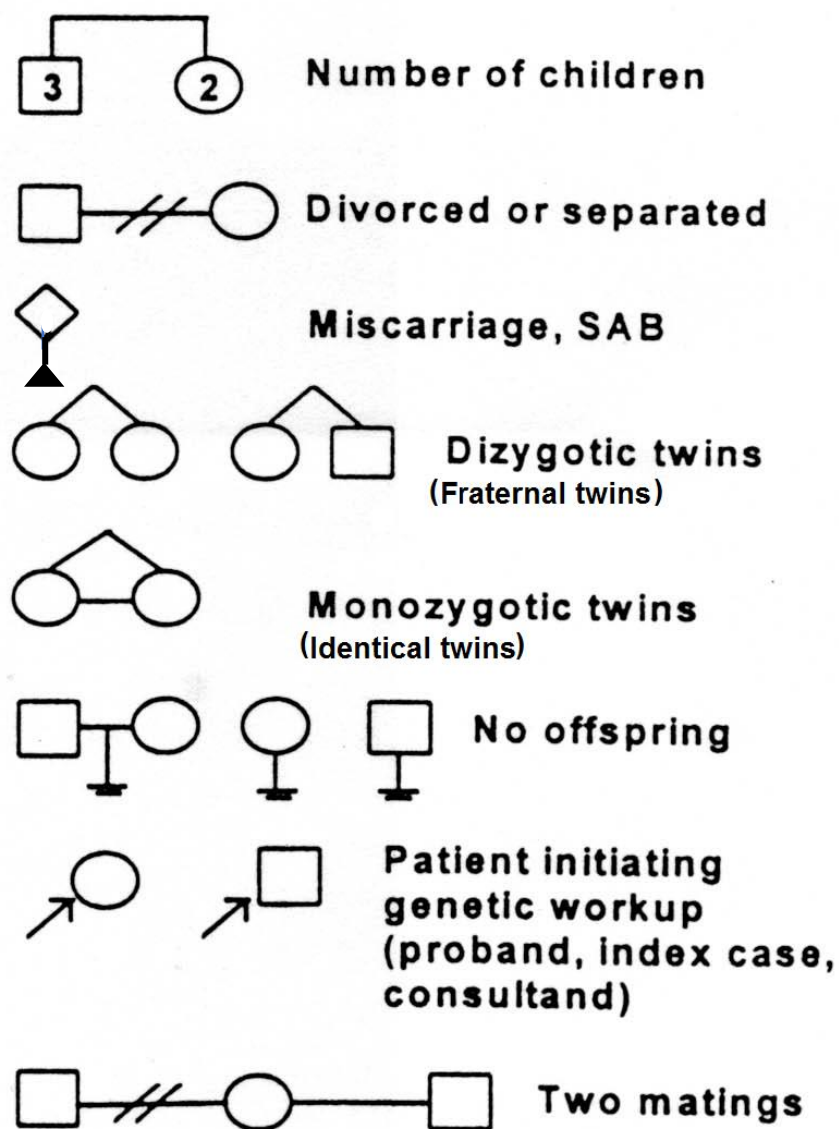 3 2 Number of children
Divorced or separated
Miscarriage, SAB
Dizygotic twins
(Fraternal twins)
Monozygotic twins
(Identical twins)
No offspring
Patient initiating
genetic workup
(proband, index case,
consultand)
Two matings